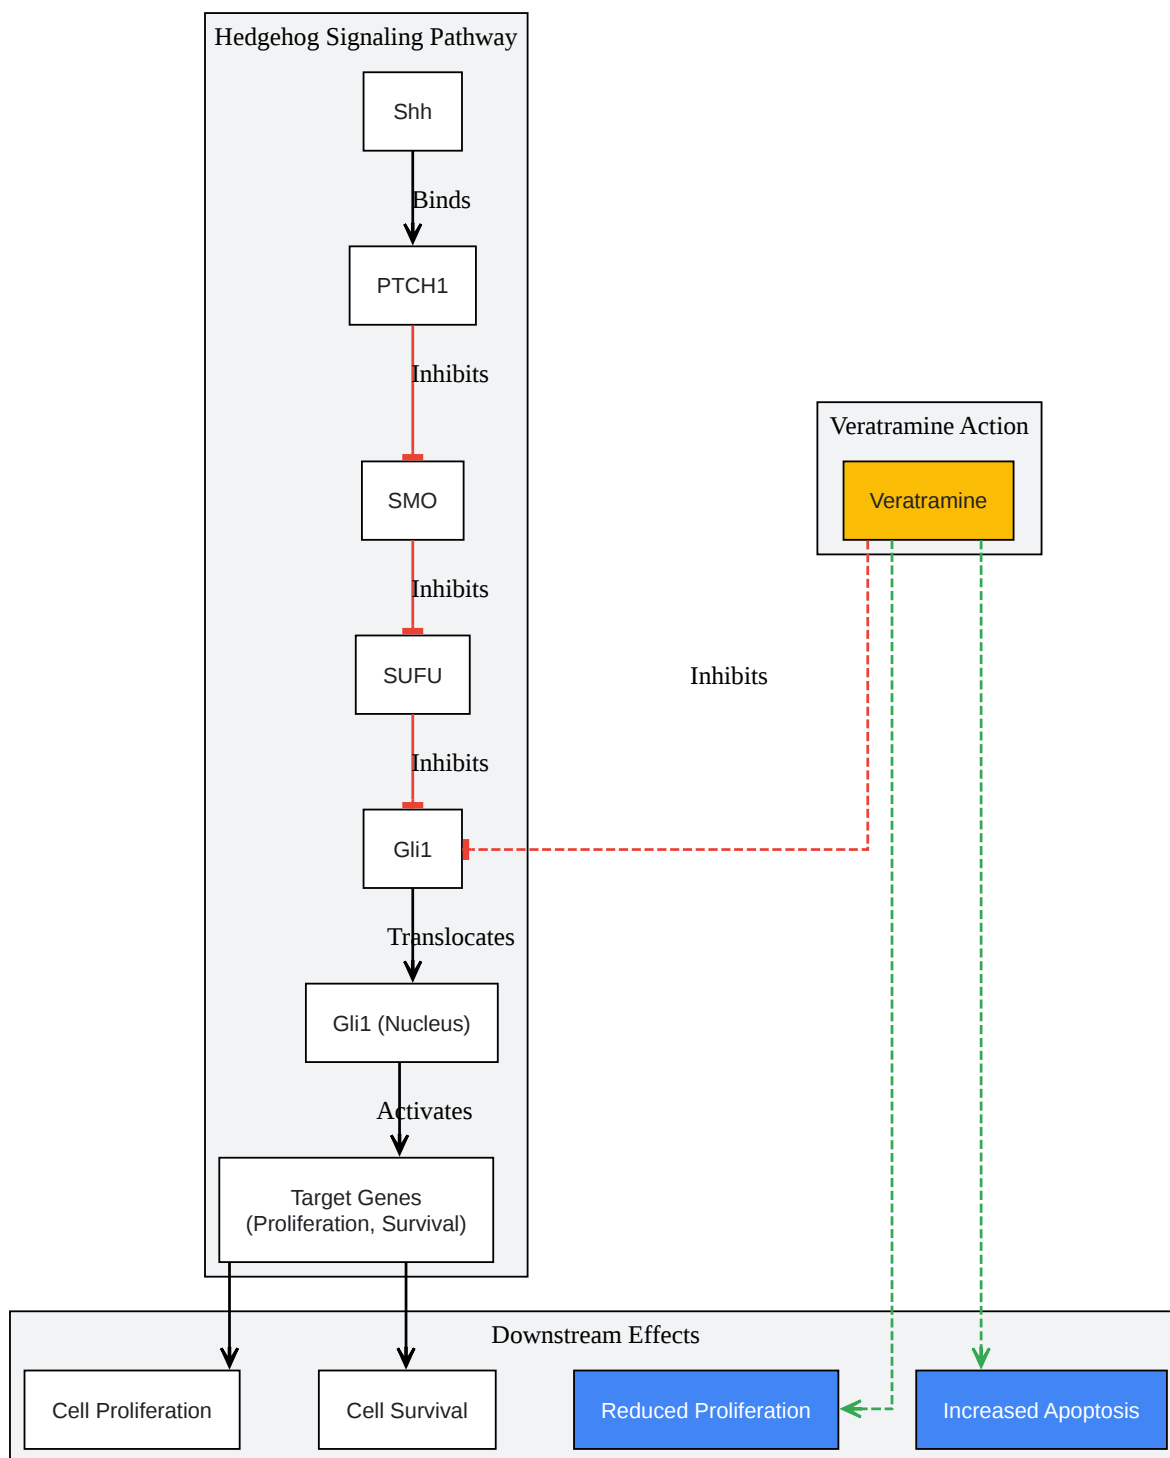 Hedgehog Signaling Pathway
Shh
Binds
PTCH1
Inhibits
Veratramine Action
SMO
Veratramine
Inhibits
SUFU
Inhibits
Inhibits
Gli1
Translocates
Gli1 (Nucleus)
Activates
Target Genes
(Proliferation, Survival)
Downstream Effects
Cell Proliferation
Cell Survival
Reduced Proliferation
Increased Apoptosis